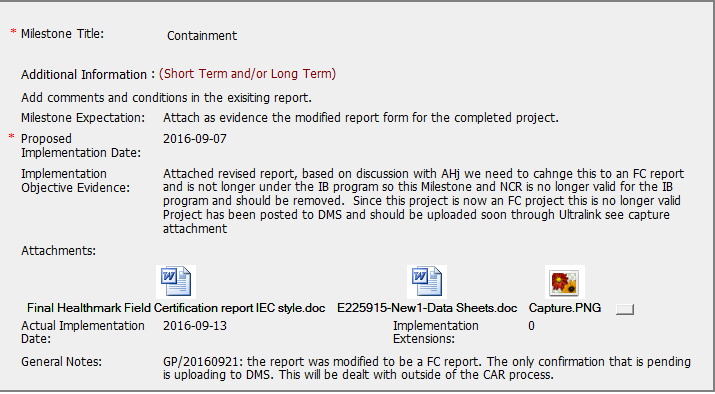 * Milestone Title: Containment
Additional Information : (Short Term and/or Long Term)
Add comments and conditions in the exisiting report.
Milestone Expectation: Attach as evidence the modified report form for the completed project.
* Proposed 2016-09-07
Implementation Date:
Implementation Attached revised report, based on discussion with AHj we need to cahnge this to an FC report
Objective Evidence: and is not longer under the IB program so this Milestone and NCR is no longer valid for the IB
program and should be removed. Since this project is now an FC project this is no longer valid
Project has been posted to DMS and should be uploaded soon through Ultralink see capture
attachment
Attachments:
Final Healthmark Field Certification report IEC style.doc E225915-New1-Data Sheets.doc Capture.PNG
Actual Implementation 2016-09-13 Implementation 0
Date: Extensions:
General Notes: GP/20160921: the report was modified to be a FC report. The only confirmation that is pending
is uploading to DMS. This will be dealt with outside of the CAR process.